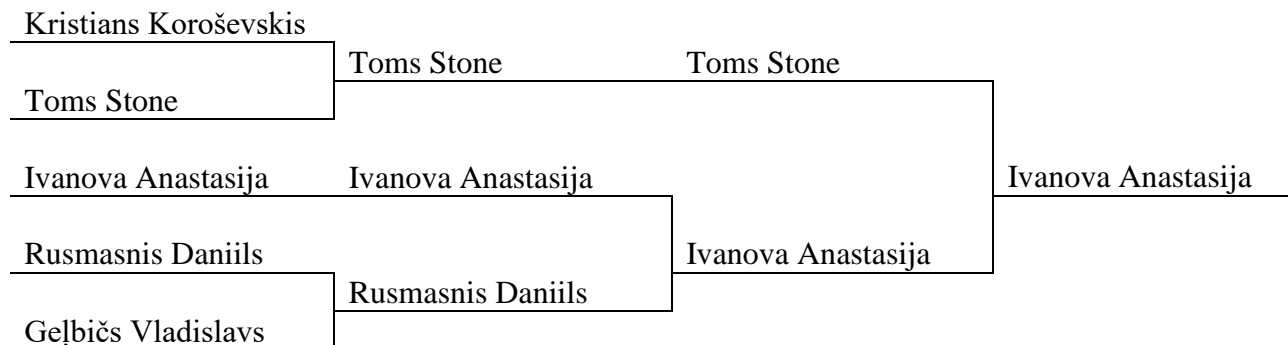 Kristians Koroševskis
Toms Stone Toms Stone
Toms Stone
Ivanova Anastasija Ivanova Anastasija Ivanova Anastasija
Rusmasnis Daniils Ivanova Anastasija
Rusmasnis Daniils
Geļbičs Vladislavs